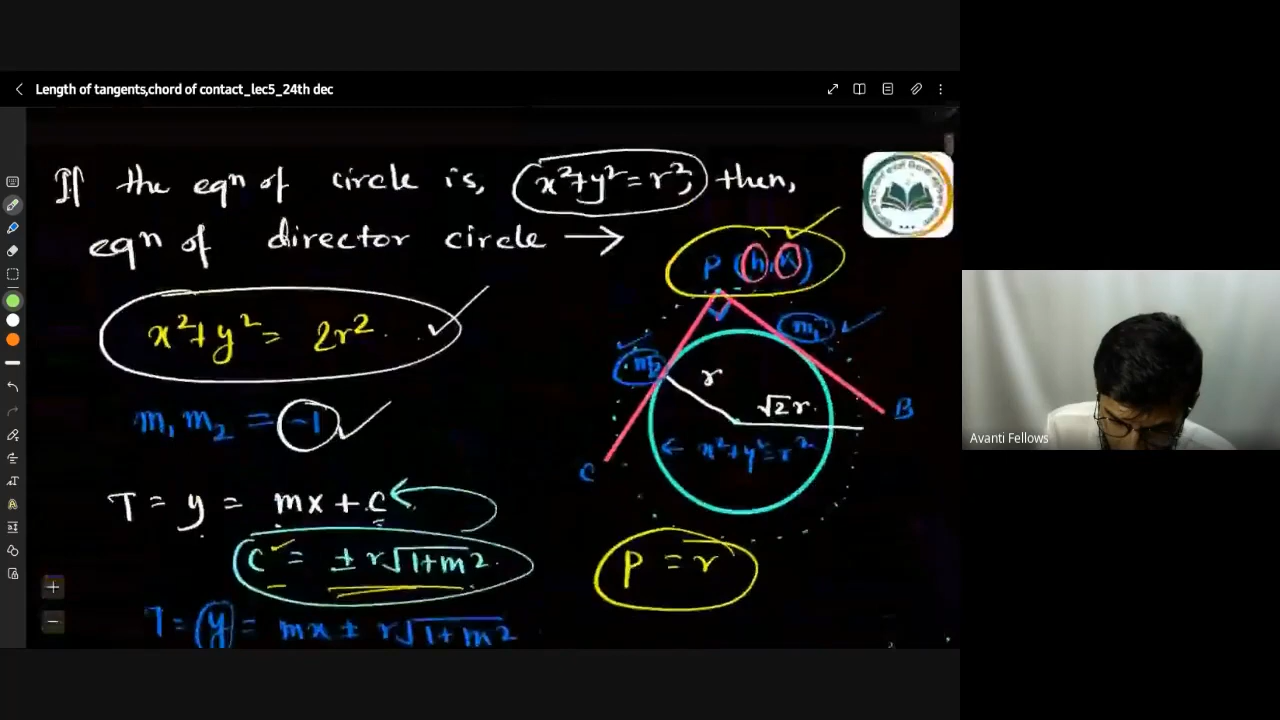 Length of tangents,chord of contact_lec5_24th dec
If the eqn of circle is, x²+y²=r², then,
eqn of director circle →
P(h,k)
x²+y²= 2r²
m₁
m₂
r
√2r
m₁m₂ = -1
B
← x²+y²=r²
C
T = y = mx + c
c = ± r√1+m²
P = r
T = y = mx ± r√1+m²
Avanti Fellows